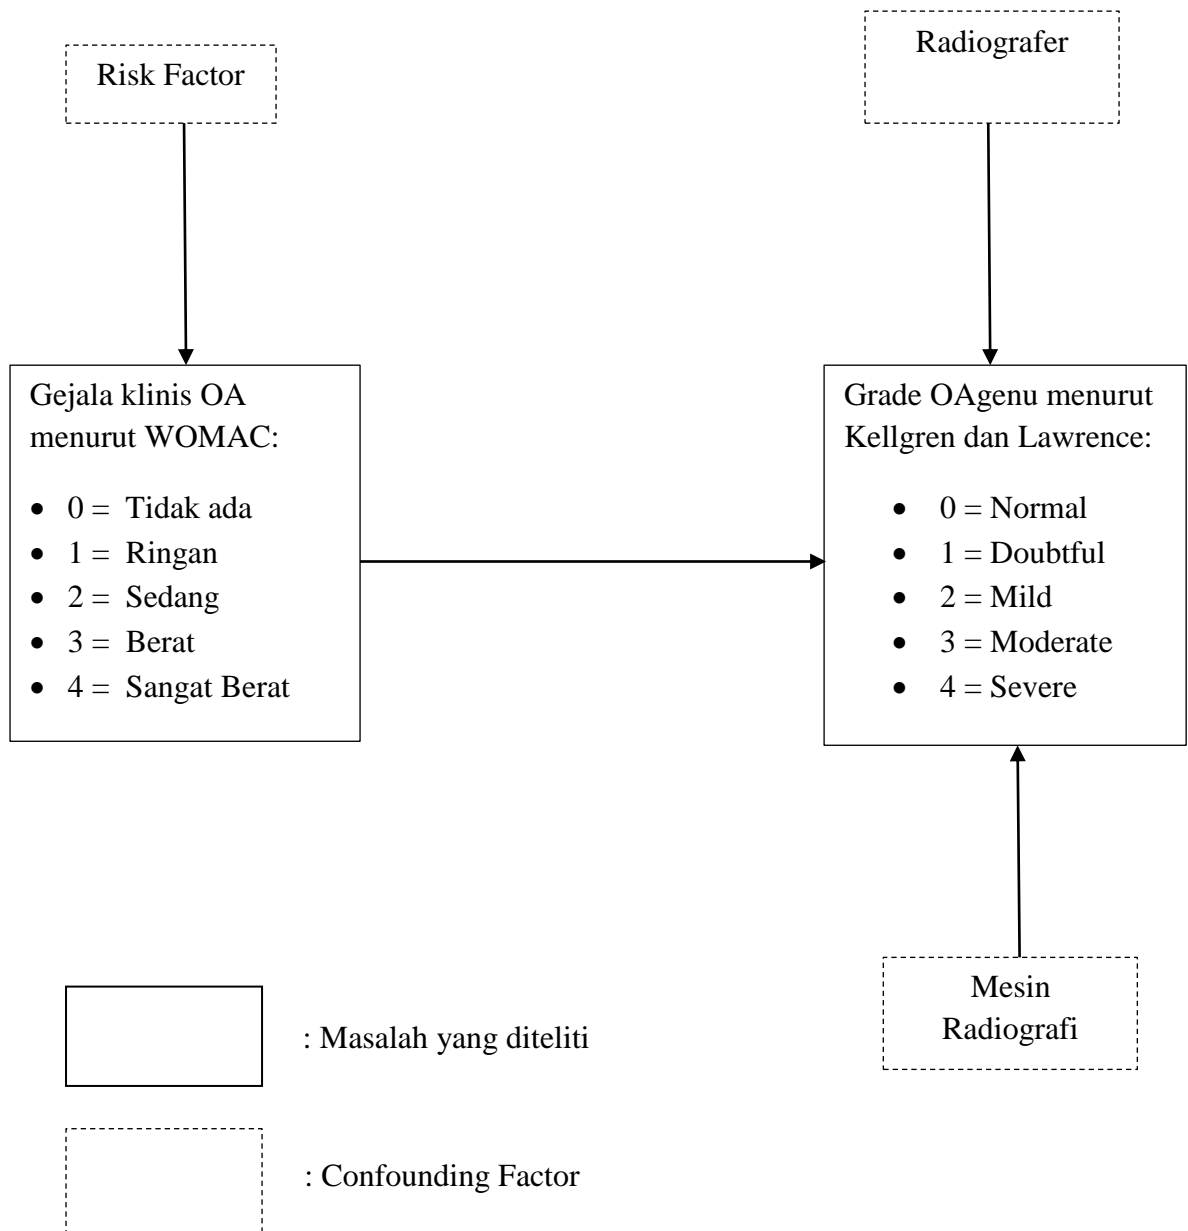 Risk Factor
Radiografer
Gejala klinis OA
menurut WOMAC:
• 0 = Tidak ada
• 1 = Ringan
• 2 = Sedang
• 3 = Berat
• 4 = Sangat Berat
Grade OAgenu menurut
Kellgren dan Lawrence:
• 0 = Normal
• 1 = Doubtful
• 2 = Mild
• 3 = Moderate
• 4 = Severe
Mesin
Radiografi
: Masalah yang diteliti
: Confounding Factor